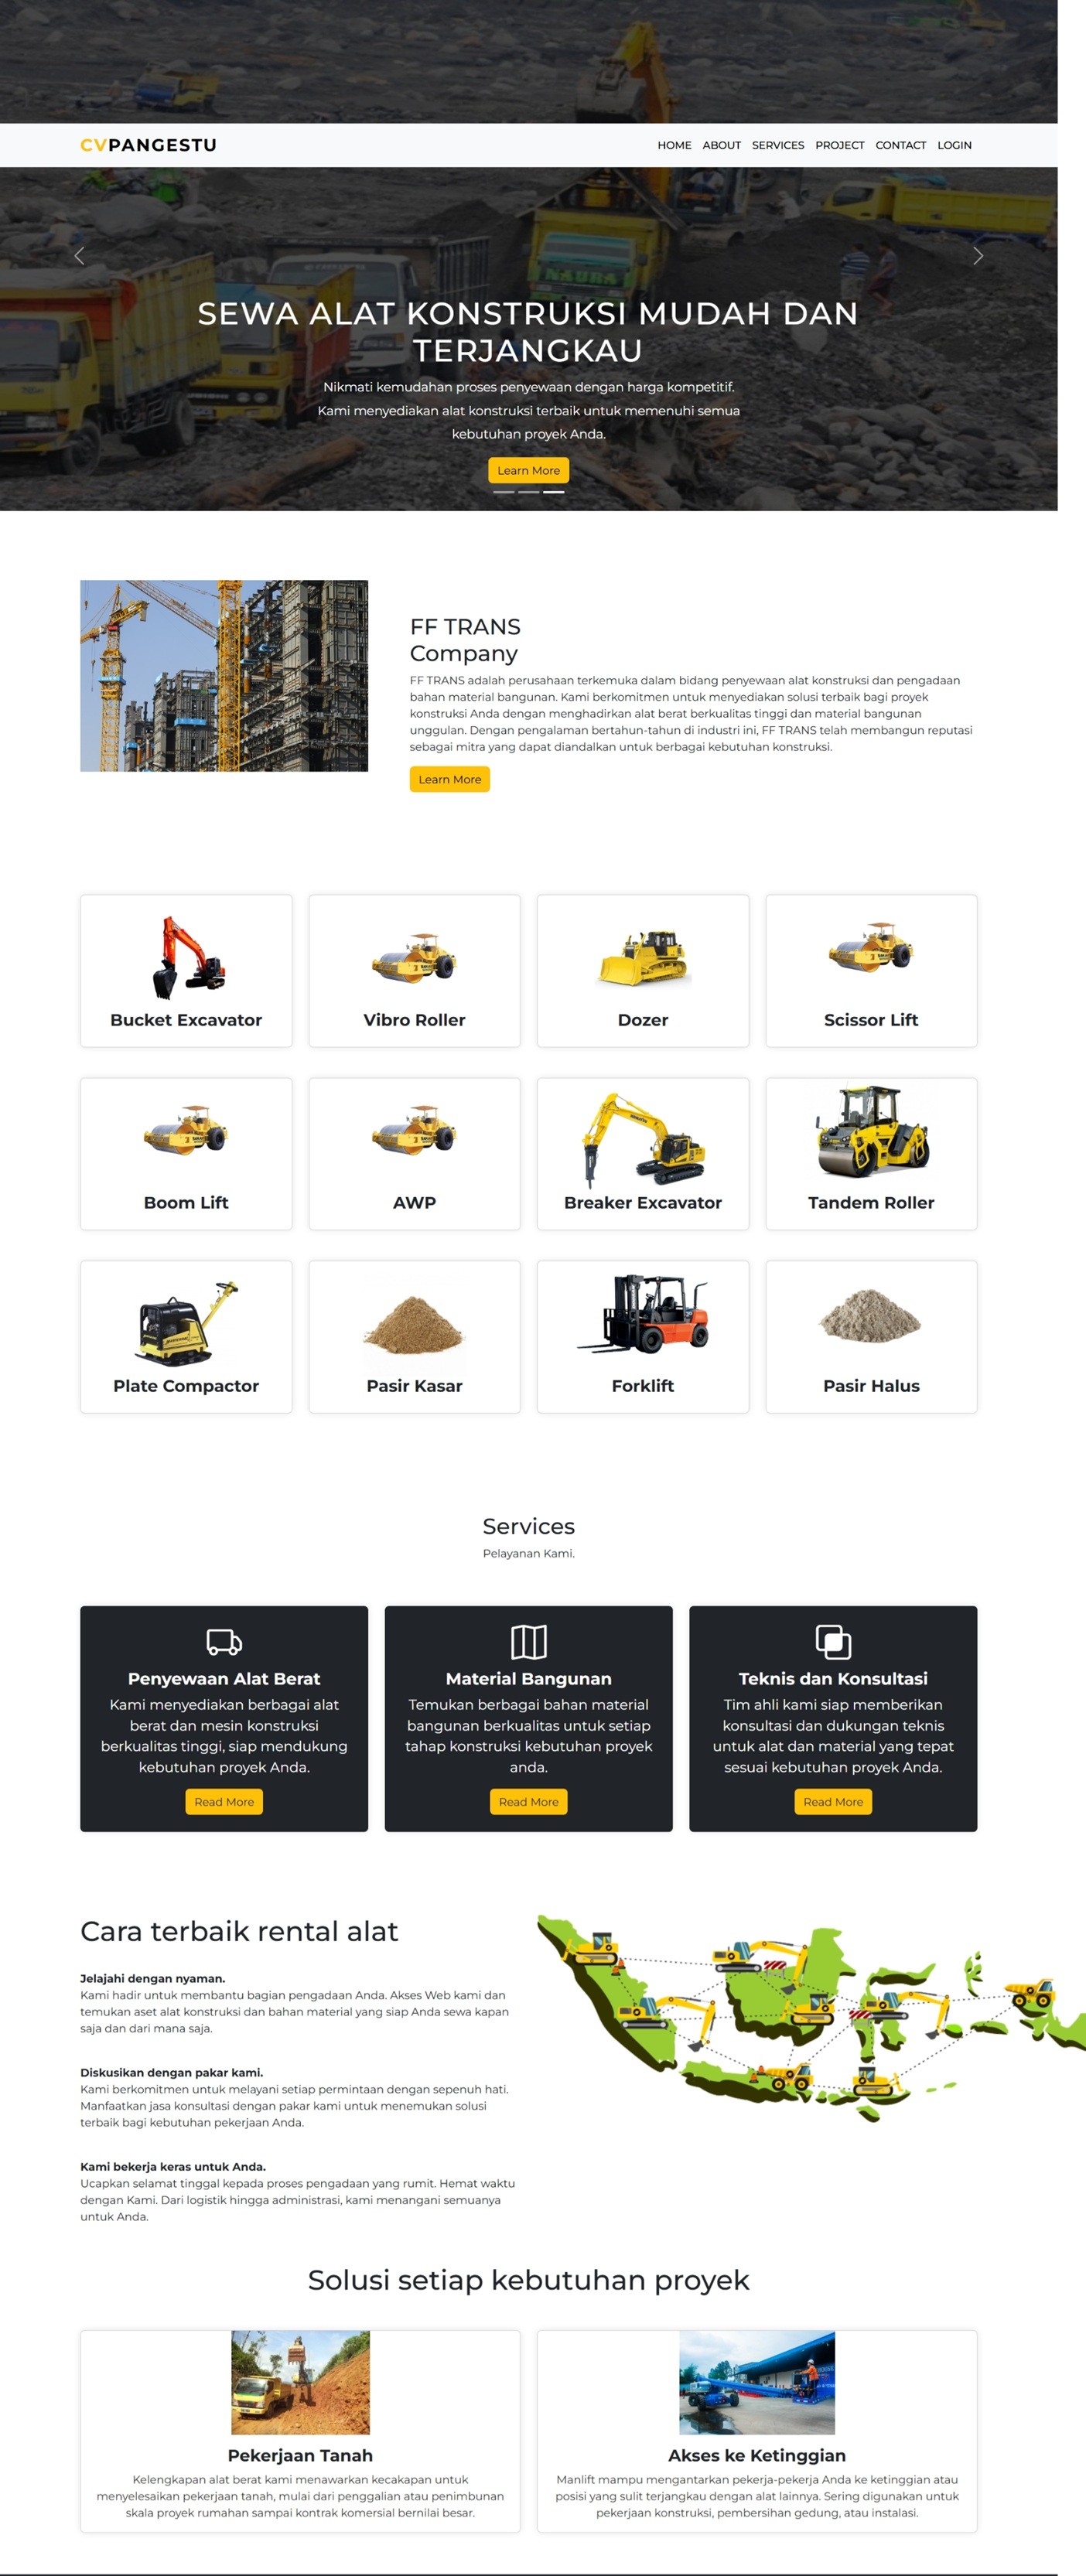 CVPANGESTU
HOME ABOUT SERVICES PROJECT CONTACT LOGIN
NAURA
SEWA ALAT KONSTRUKSI MUDAH DAN
TERJANGKAU
Nikmati kemudahan proses penyewaan dengan harga kompetitif.
Kami menyediakan alat konstruksi terbaik untuk memenuhi semua
kebutuhan proyek Anda.
Learn More
FF TRANS
Company
FF TRANS adalah perusahaan terkemuka dalam bidang penyewaan alat konstruksi dan pengadaan
bahan material bangunan. Kami berkomitmen untuk menyediakan solusi terbaik bagi proyek
konstruksi Anda dengan menghadirkan alat berat berkualitas tinggi dan material bangunan
unggulan. Dengan pengalaman bertahun-tahun di industri ini, FF TRANS telah membangun reputasi
sebagai mitra yang dapat diandalkan untuk berbagai kebutuhan konstruksi.
Learn More
Bucket Excavator
Vibro Roller
Dozer
Scissor Lift
Boom Lift
AWP
Breaker Excavator
Tandem Roller
Plate Compactor
Pasir Kasar
Forklift
Pasir Halus
Services
Pelayanan Kami.
Penyewaan Alat Berat
Kami menyediakan berbagai alat
berat dan mesin konstruksi
berkualitas tinggi, siap mendukung
kebutuhan proyek Anda.
Read More
Material Bangunan
Temukan berbagai bahan material
bangunan berkualitas untuk setiap
tahap konstruksi kebutuhan proyek
anda.
Read More
Teknis dan Konsultasi
Tim ahli kami siap memberikan
konsultasi dan dukungan teknis
untuk alat dan material yang tepat
sesuai kebutuhan proyek Anda.
Read More
Cara terbaik rental alat
Jelajahi dengan nyaman.
Kami hadir untuk membantu bagian pengadaan Anda. Akses Web kami dan
temukan aset alat konstruksi dan bahan material yang siap Anda sewa kapan
saja dan dari mana saja.
Diskusikan dengan pakar kami.
Kami berkomitmen untuk melayani setiap permintaan dengan sepenuh hati.
Manfaatkan jasa konsultasi dengan pakar kami untuk menemukan solusi
terbaik bagi kebutuhan pekerjaan Anda.
Kami bekerja keras untuk Anda.
Ucapkan selamat tinggal kepada proses pengadaan yang rumit. Hemat waktu
dengan Kami. Dari logistik hingga administrasi, kami menangani semuanya
untuk Anda.
Solusi setiap kebutuhan proyek
Pekerjaan Tanah
Kelengkapan alat berat kami menawarkan kecakapan untuk
menyelesaikan pekerjaan tanah, mulai dari penggalian atau penimbunan
skala proyek rumahan sampai kontrak komersial bernilai besar.
Akses ke Ketinggian
Manlift mampu mengantarkan pekerja-pekerja Anda ke ketinggian atau
posisi yang sulit terjangkau dengan alat lainnya. Sering digunakan untuk
pekerjaan konstruksi, pembersihan gedung, atau instalasi.